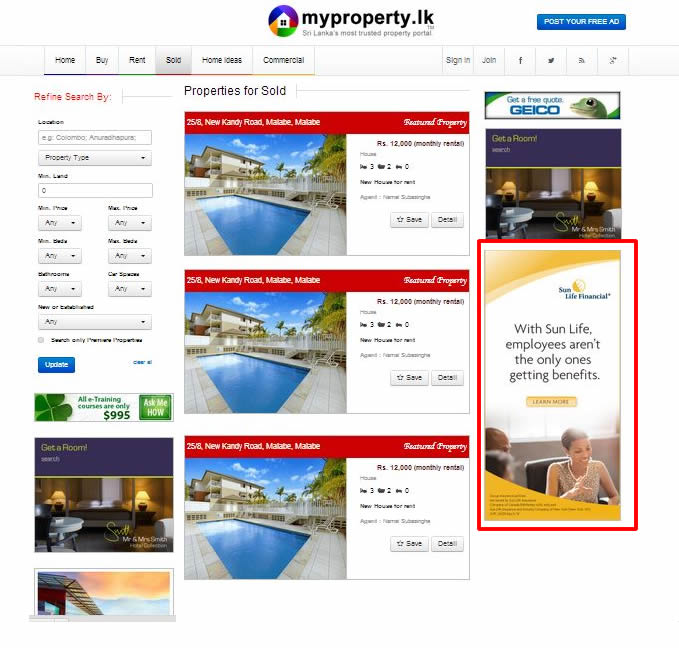 myproperty.lk
TM
Sri Lanka's most trusted property portal.
POST YOUR FREE AD
Home
Buy
Rent
Sold
Home Ideas
Commercial
Sign in
Join
Refine Search By:
Location
e.g: Colombo; Anuradhapura;
Property Type
Min. Land
0
Min. Price
Max. Price
Any
Any
Min. Beds
Max. Beds
Any
Any
Bathrooms
Car Spaces
Any
Any
New or Established
Any
Search only Premiere Properties
Update
clear all
All e-Training
courses are only
$995
Ask Me
HOW
Get a Room!
search
Smith
Mr & Mrs Smith
Hotel Collection
Properties for Sold
25/8, New Kandy Road, Malabe, Malabe
Featured Property
Rs. 12,000 (monthly rental)
House
3 2 0
New House for rent
Agent : Namal Subasinghe
Save
Detail
25/8, New Kandy Road, Malabe, Malabe
Featured Property
Rs. 12,000 (monthly rental)
House
3 2 0
New House for rent
Agent : Namal Subasinghe
Save
Detail
25/8, New Kandy Road, Malabe, Malabe
Featured Property
Rs. 12,000 (monthly rental)
House
3 2 0
New House for rent
Agent : Namal Subasinghe
Save
Detail
Get a free quote.
GEICO
Get a Room!
search
Smith
Mr & Mrs Smith
Hotel Collection
Sun
Life Financial
With Sun Life,
employees aren't
the only ones
getting benefits.
LEARN MORE